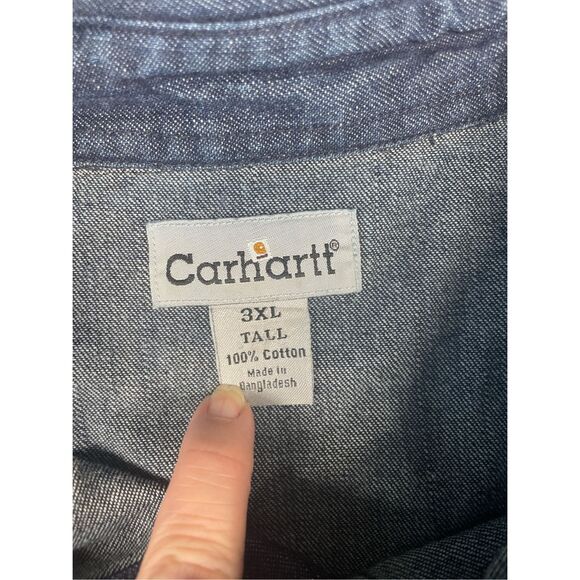 Carhartt®
3XL
TALL
100% Cotton
Made in
Bangladesh